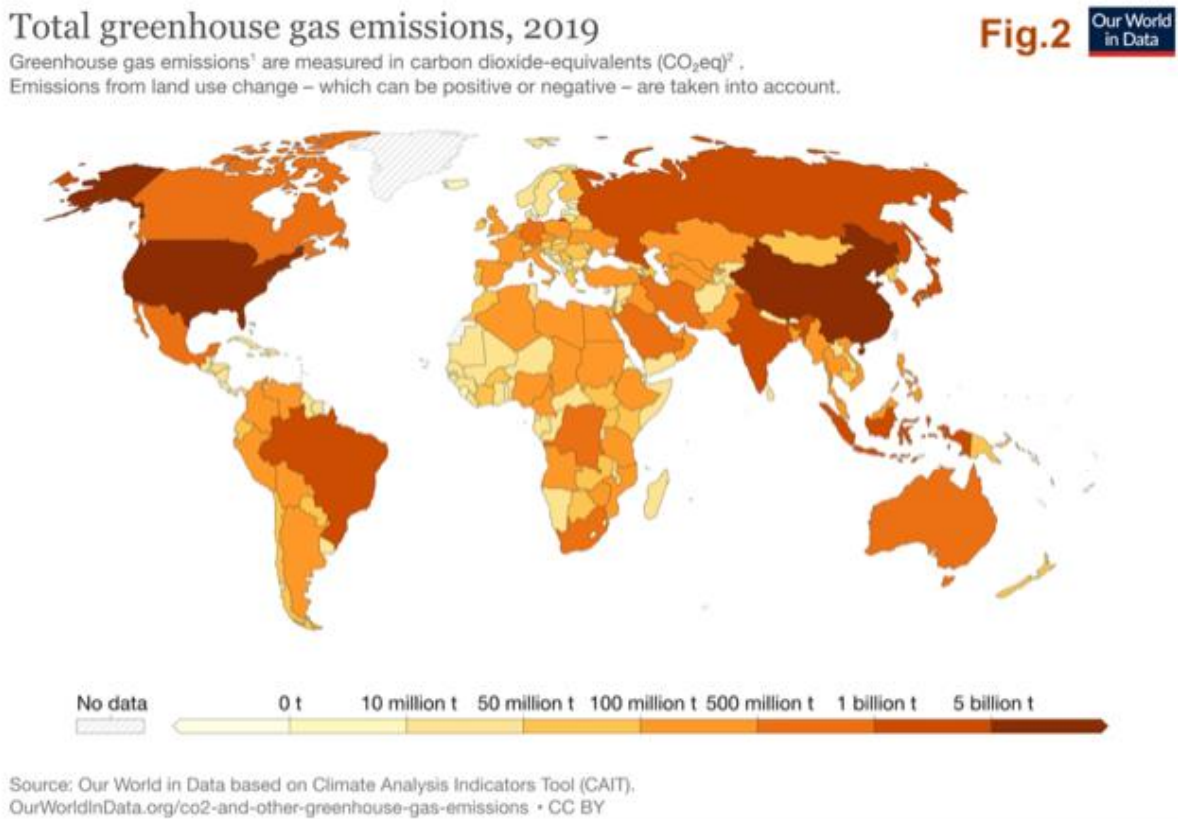 Total greenhouse gas emissions, 2019
Fig.2
Our World
in Data
Greenhouse gas emissions¹ are measured in carbon dioxide-equivalents (CO₂eq)² .
Emissions from land use change – which can be positive or negative – are taken into account.
No data 0 t 10 million t 50 million t 100 million t 500 million t 1 billion t 5 billion t
Source: Our World in Data based on Climate Analysis Indicators Tool (CAIT).
OurWorldInData.org/co2-and-other-greenhouse-gas-emissions • CC BY